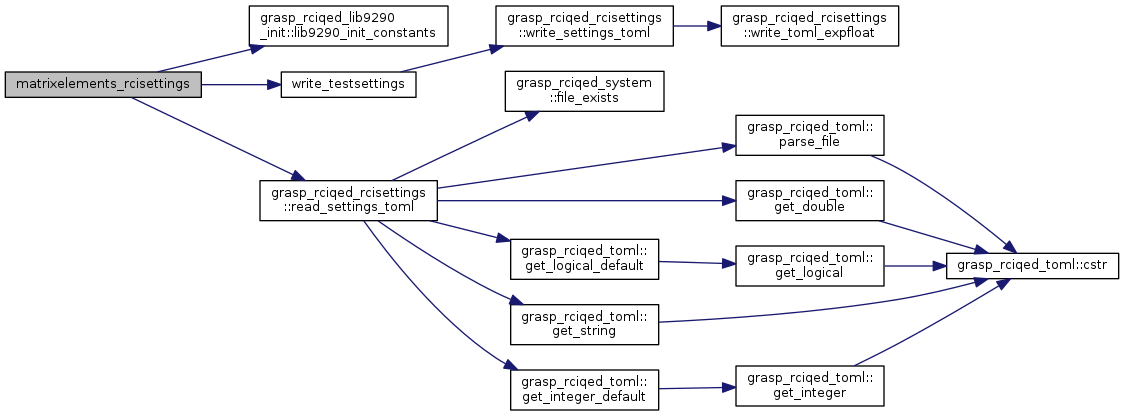 matrixelements_rcisettings
grasp_rciqed_lib9290
_init::lib9290_init_constants
write_testsettings
grasp_rciqed_rcisettings
::write_settings_toml
grasp_rciqed_rcisettings
::write_toml_expfloat
grasp_rciqed_rcisettings
::read_settings_toml
grasp_rciqed_system
::file_exists
grasp_rciqed_toml::
parse_file
grasp_rciqed_toml::
get_double
grasp_rciqed_toml::
get_logical_default
grasp_rciqed_toml::
get_logical
grasp_rciqed_toml::
get_string
grasp_rciqed_toml::
get_integer_default
grasp_rciqed_toml::
get_integer
grasp_rciqed_toml::cstr